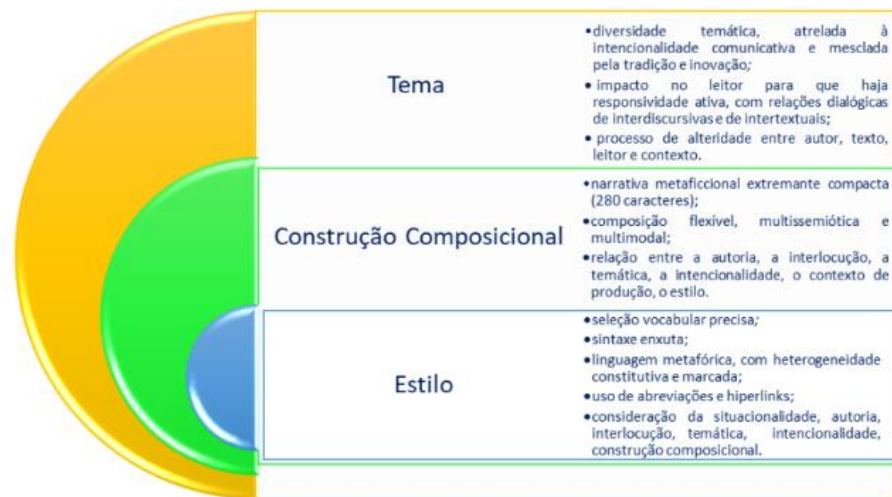 Tema
•diversidade temática, atrelada à
intencionalidade comunicativa e mesclada
pela tradição e inovação;
• impacto no leitor para que haja
responsividade ativa, com relações dialógicas
de interdiscursivas e de intertextuais;
• processo de alteridade entre autor, texto,
leitor e contexto.
Construção Composicional
•narrativa metaficcional extremante compacta
(280 caracteres);
•composição flexível, multissemiótica e
multimodal;
•relação entre a autoria, a interlocução, a
temática, a intencionalidade, o contexto de
produção, o estilo.
Estilo
•seleção vocabular precisa;
•sintaxe enxuta;
•linguagem metafórica, com heterogeneidade
constitutiva e marcada;
•uso de abreviações e hiperlinks;
•consideração da situacionalidade, autoria,
interlocução, temática, intencionalidade,
construção composicional.